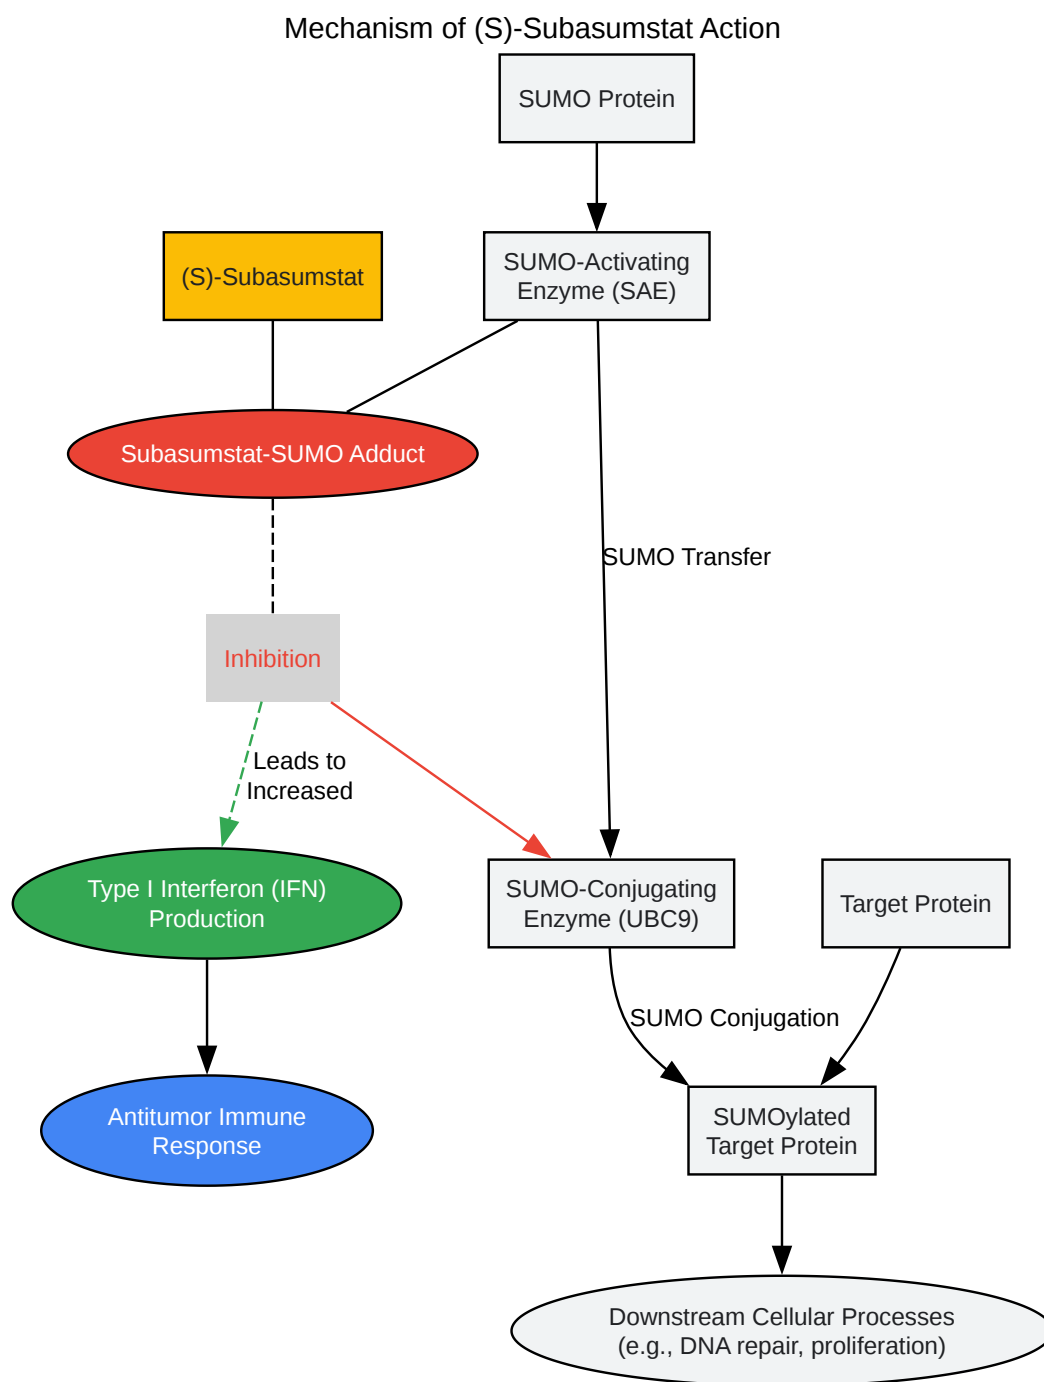 Mechanism of (S)-Subasumstat Action
SUMO Protein
(S)-Subasumstat
SUMO-Activating
Enzyme (SAE)
Subasumstat-SUMO Adduct
SUMO Transfer
Inhibition
Leads to
Increased
Type I Interferon (IFN)
Production
SUMO-Conjugating
Enzyme (UBC9)
Target Protein
SUMO Conjugation
Antitumor Immune
Response
SUMOylated
Target Protein
Downstream Cellular Processes
(e.g., DNA repair, proliferation)